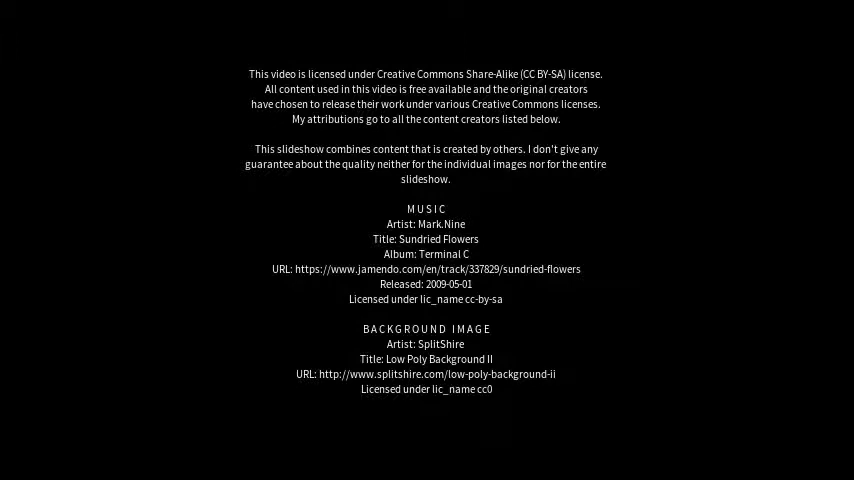 This video is licensed under Creative Commons Share-Alike (CC BY-SA) license.
All content used in this video is free available and the original creators
have chosen to release their work under various Creative Commons licenses.
My attributions go to all the content creators listed below.
This slideshow combines content that is created by others. I don't give any
guarantee about the quality neither for the individual images nor for the entire
slideshow.
MUSIC
Artist: Mark.Nine
Title: Sundried Flowers
Album: Terminal C
URL: https://www.jamendo.com/en/track/337829/sundried-flowers
Released: 2009-05-01
Licensed under lic_name cc-by-sa
BACKGROUND IMAGE
Artist: SplitShire
Title: Low Poly Background II
URL: http://www.splitshire.com/low-poly-background-ii
Licensed under lic_name cc0